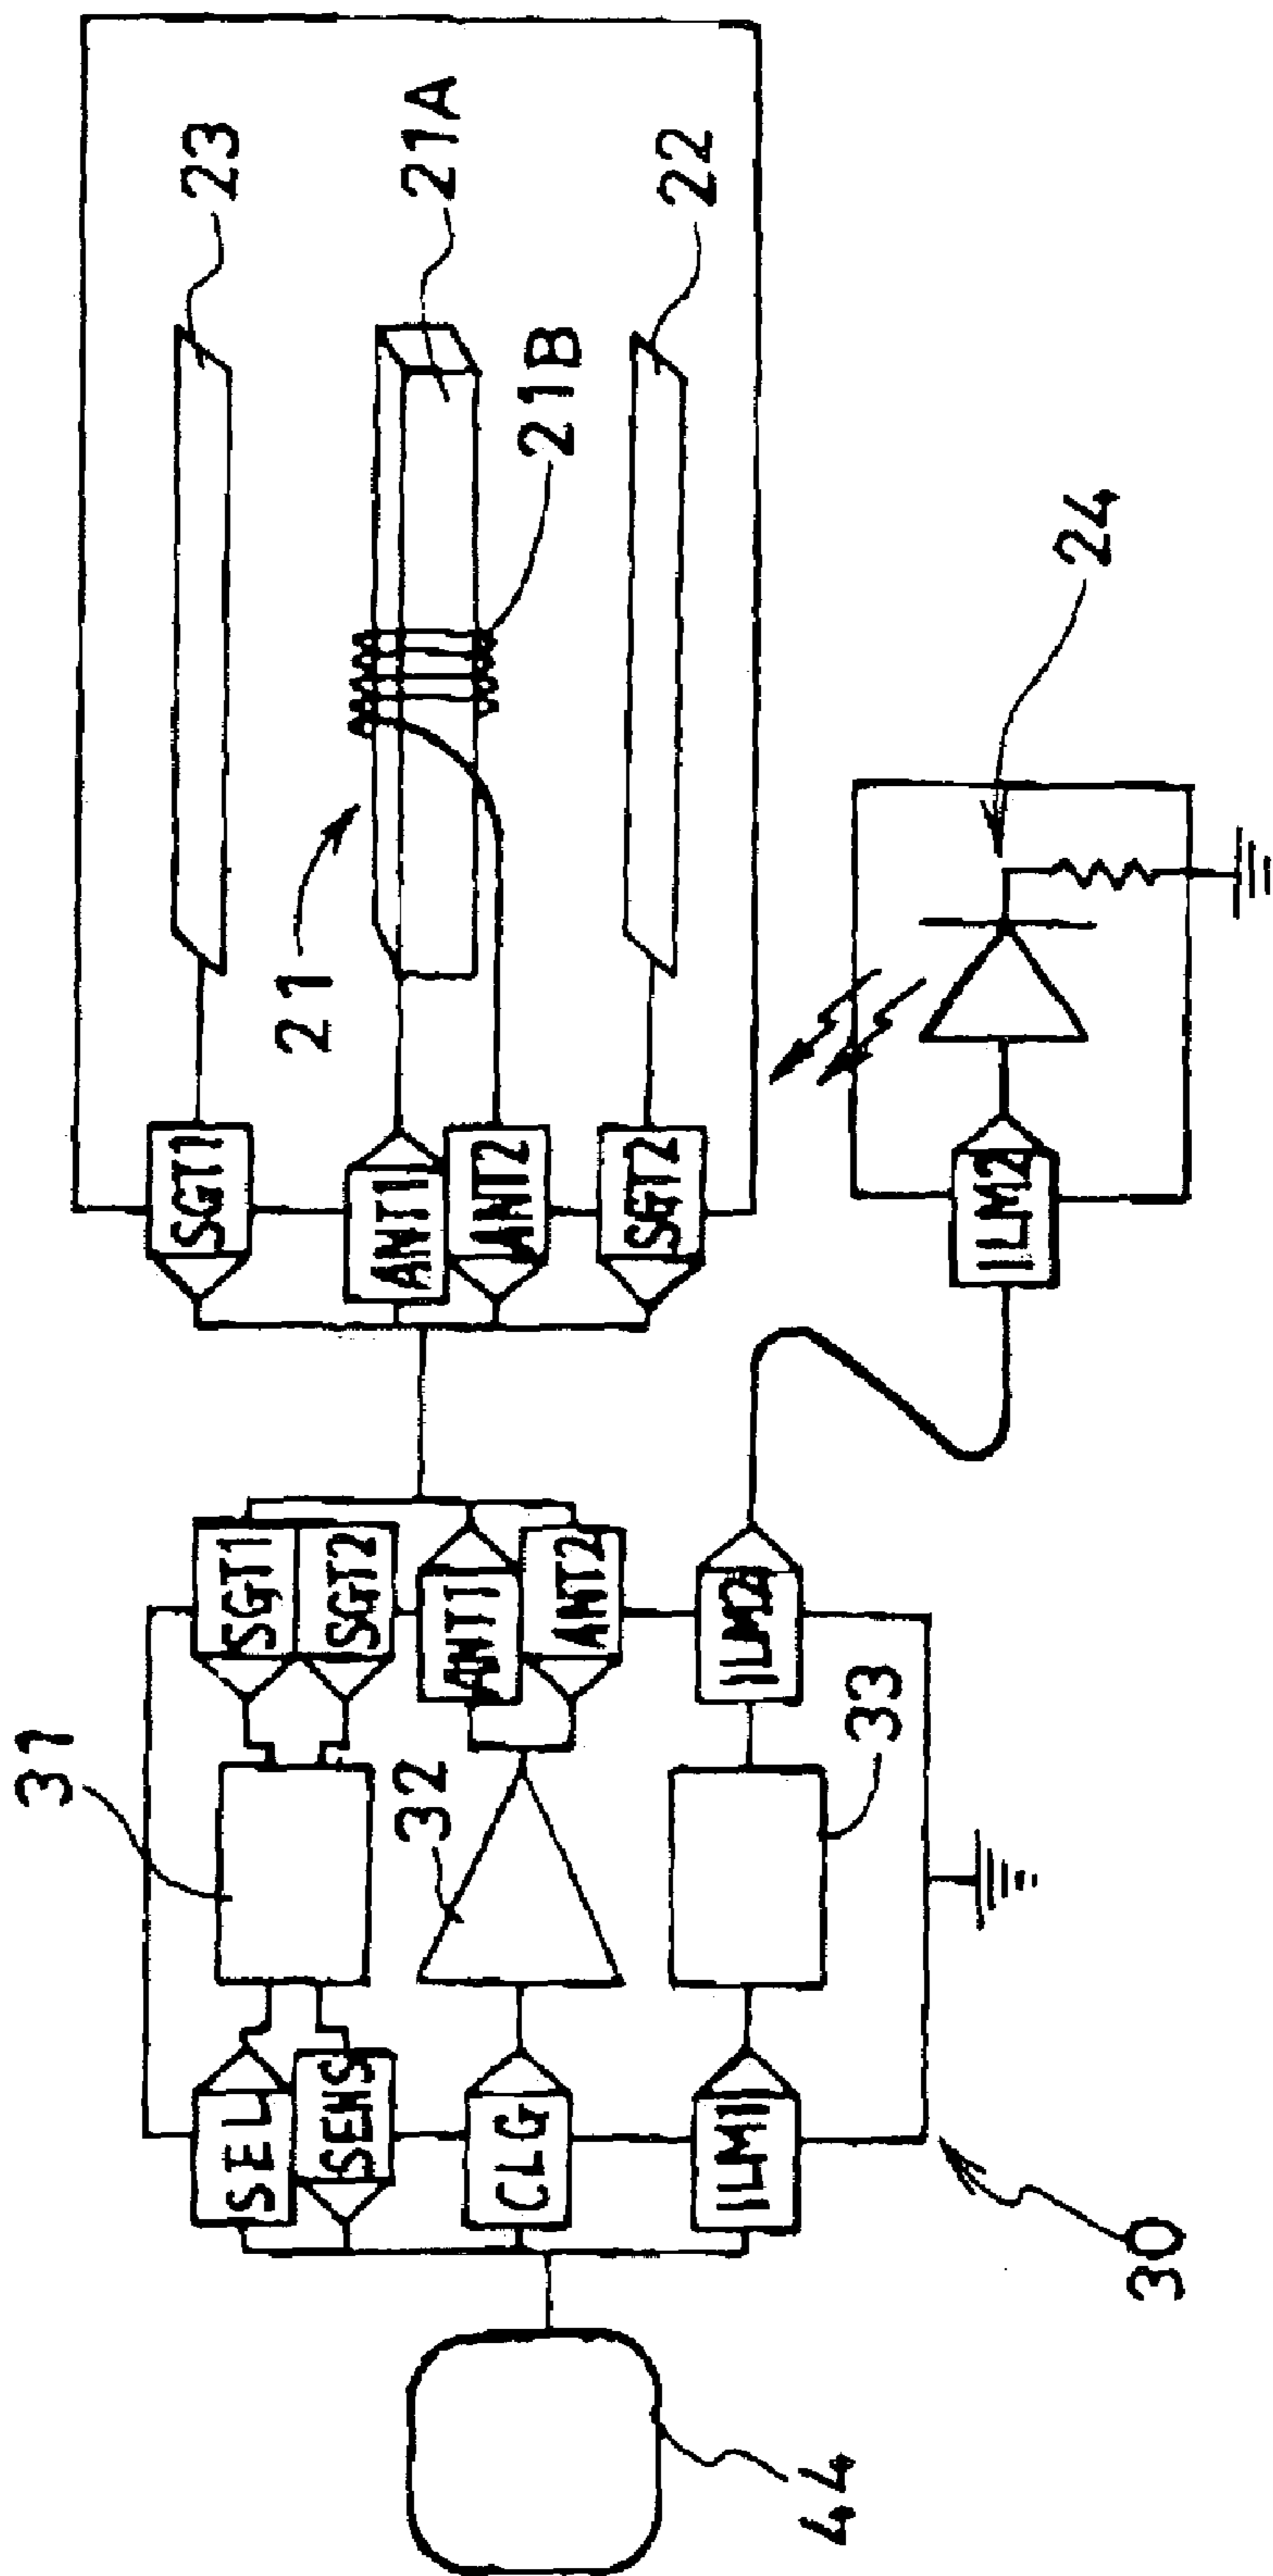 23
21A
22
21B
21
24
SGT1
ANT1
ANT2
SGT2
ILM2
SGT1
SGT2
ANT1
ANT2
ILM2
31
32
33
SEL
SENS
CLG
ILM1
30
44